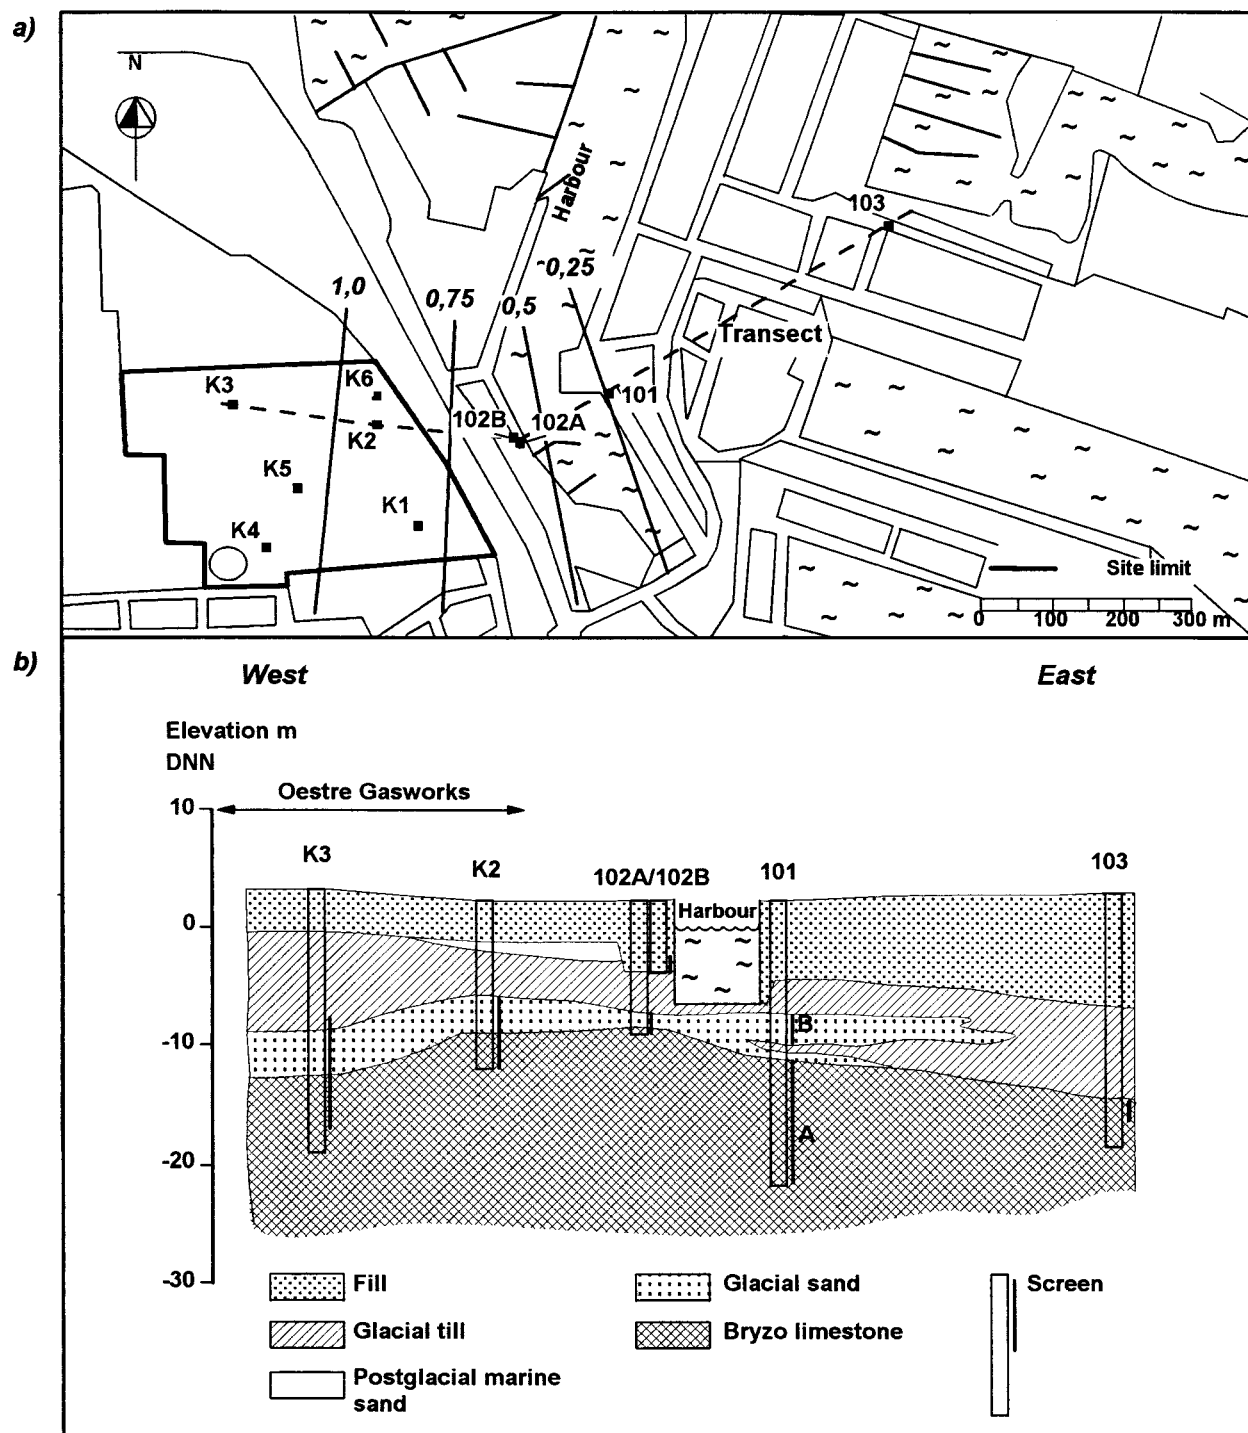 a)
N
Harbour
103
1,0
0,75
0,5
~0,25
Transect
K3
K6
K2
102B
102A
101
K5
K1
K4
Site limit
0 100 200 300 m
b)
West
East
Elevation m
DNN
Oestre Gasworks
10
K3
K2
102A/102B
101
103
Harbour
0
B
-10
A
-20
-30
Fill
Glacial sand
Screen
Glacial till
Bryzo limestone
Postglacial marine
sand